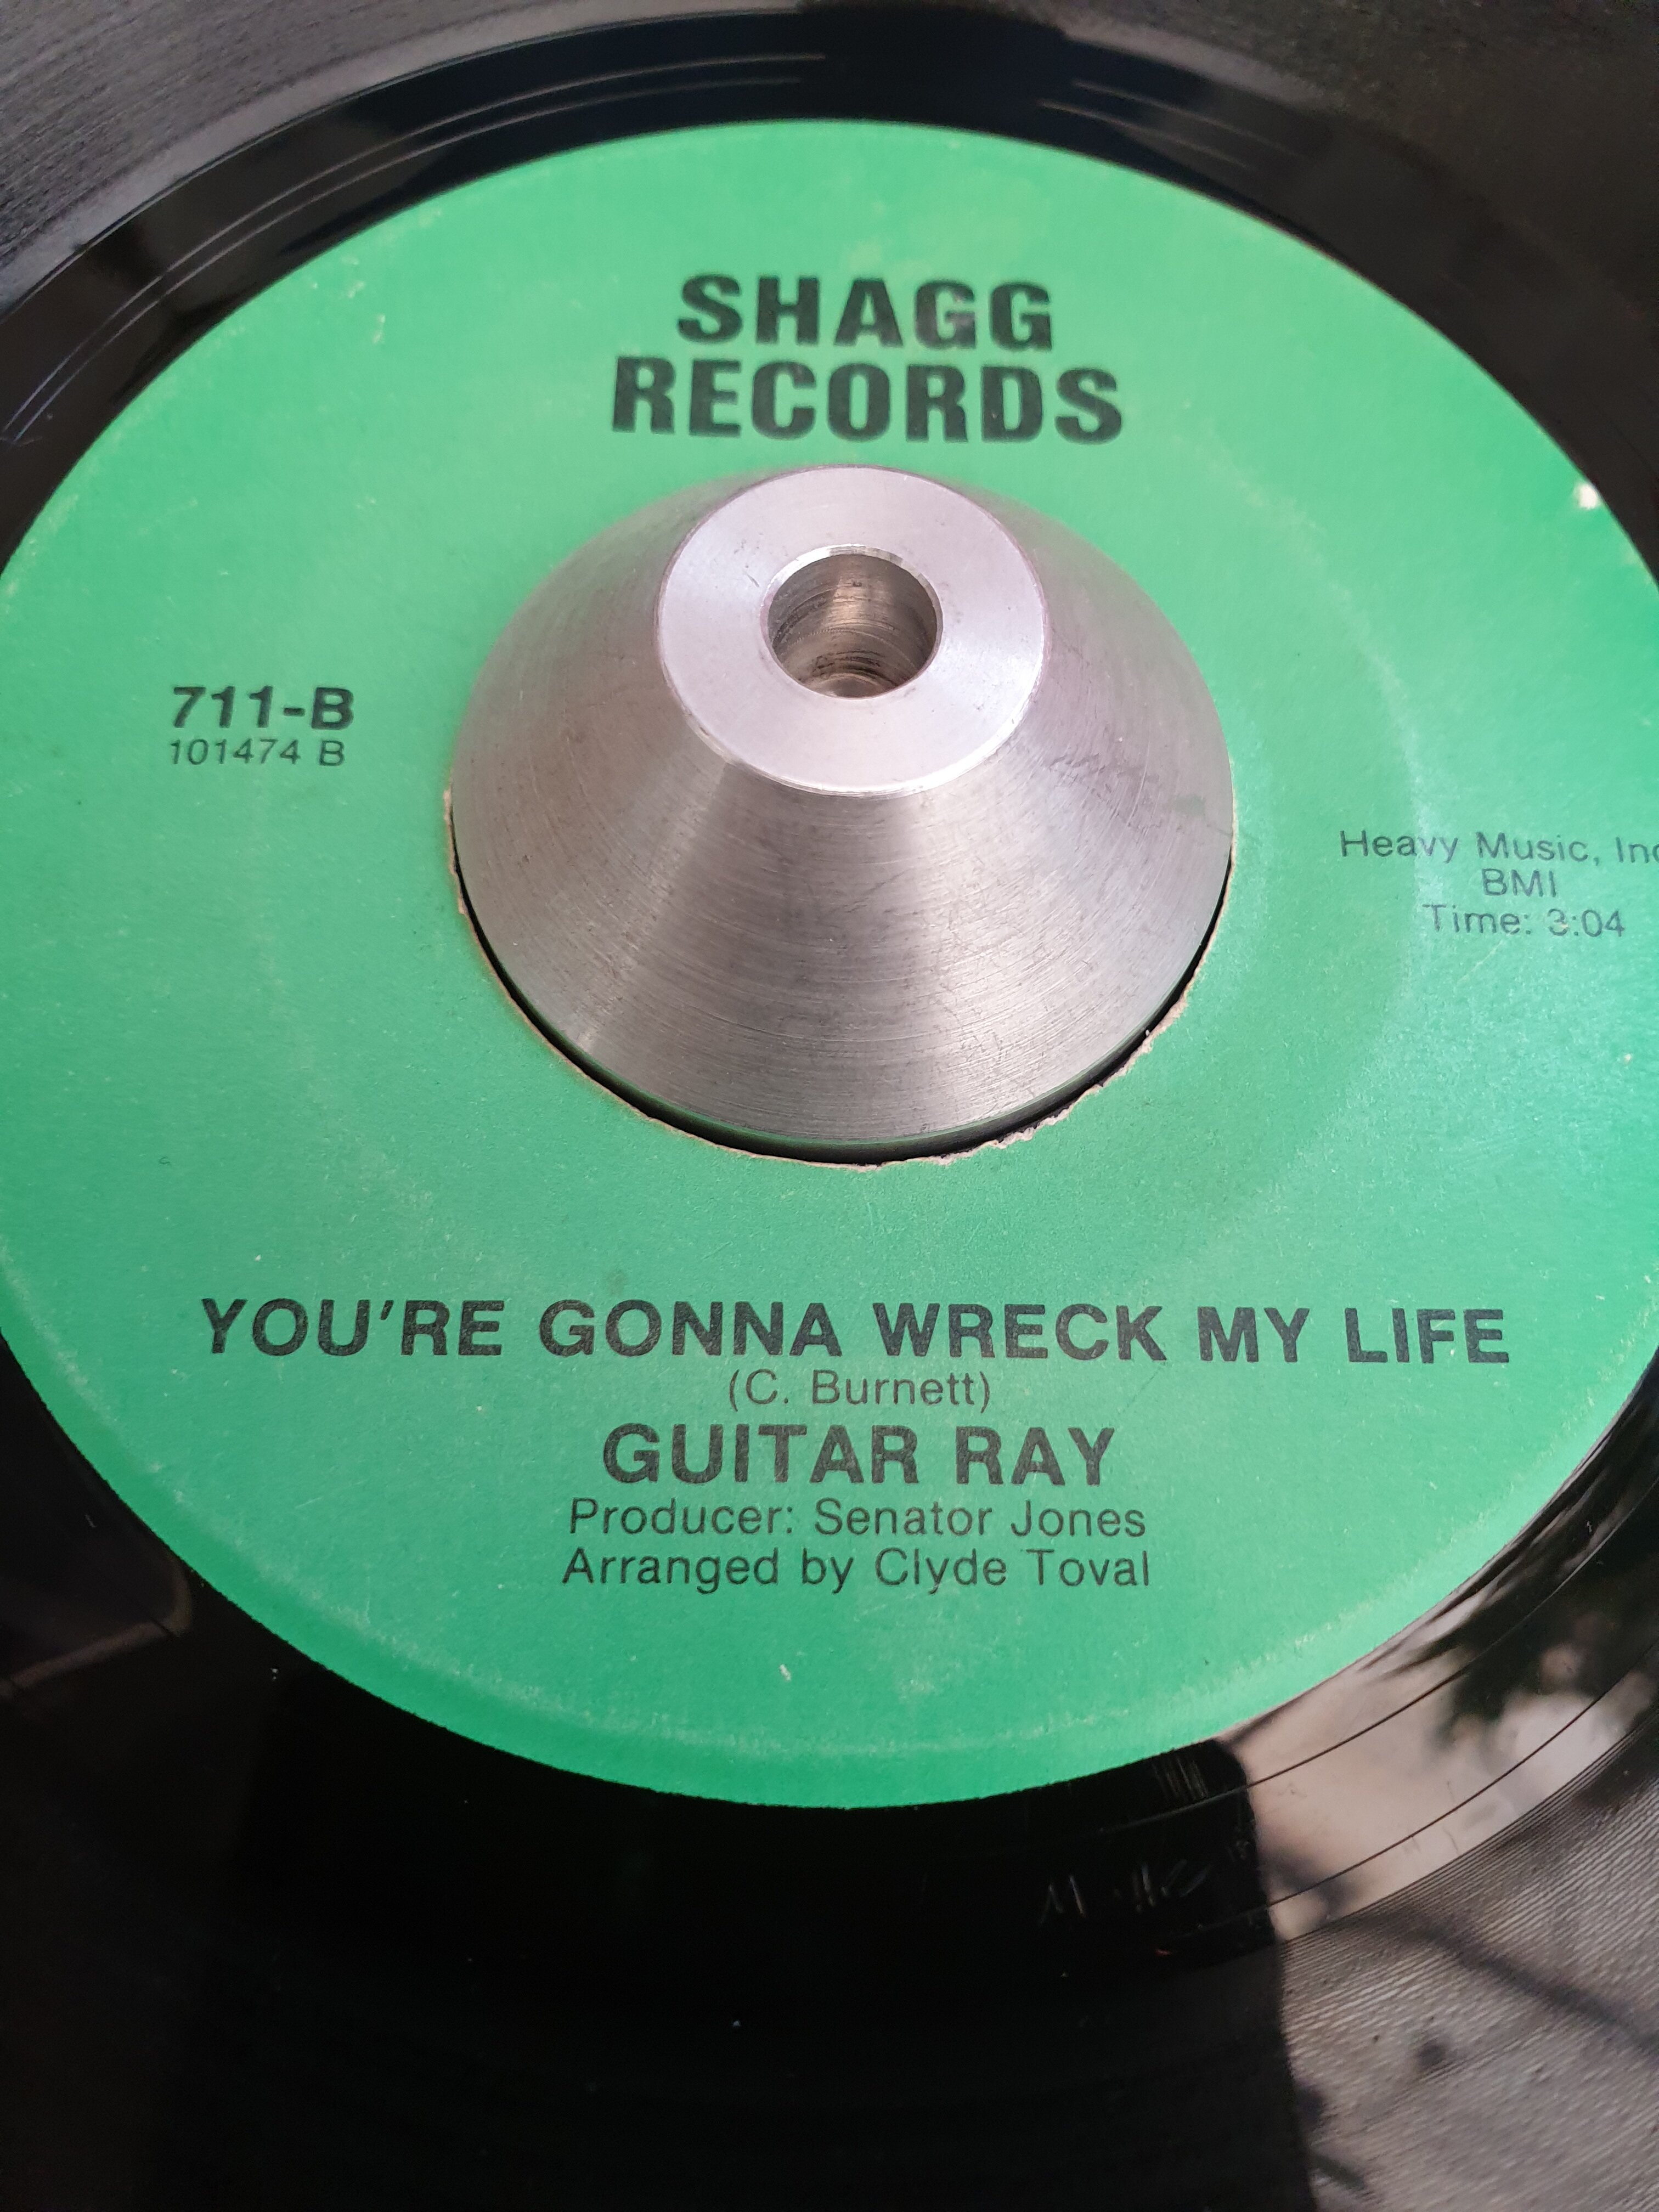 SHAGG
RECORDS
711-B
101474 B
Heavy Music, Inc
BMI
Time: 3:04
YOU'RE GONNA WRECK MY LIFE
(C. Burnett)
GUITAR RAY
Producer: Senator Jones
Arranged by Clyde Toval